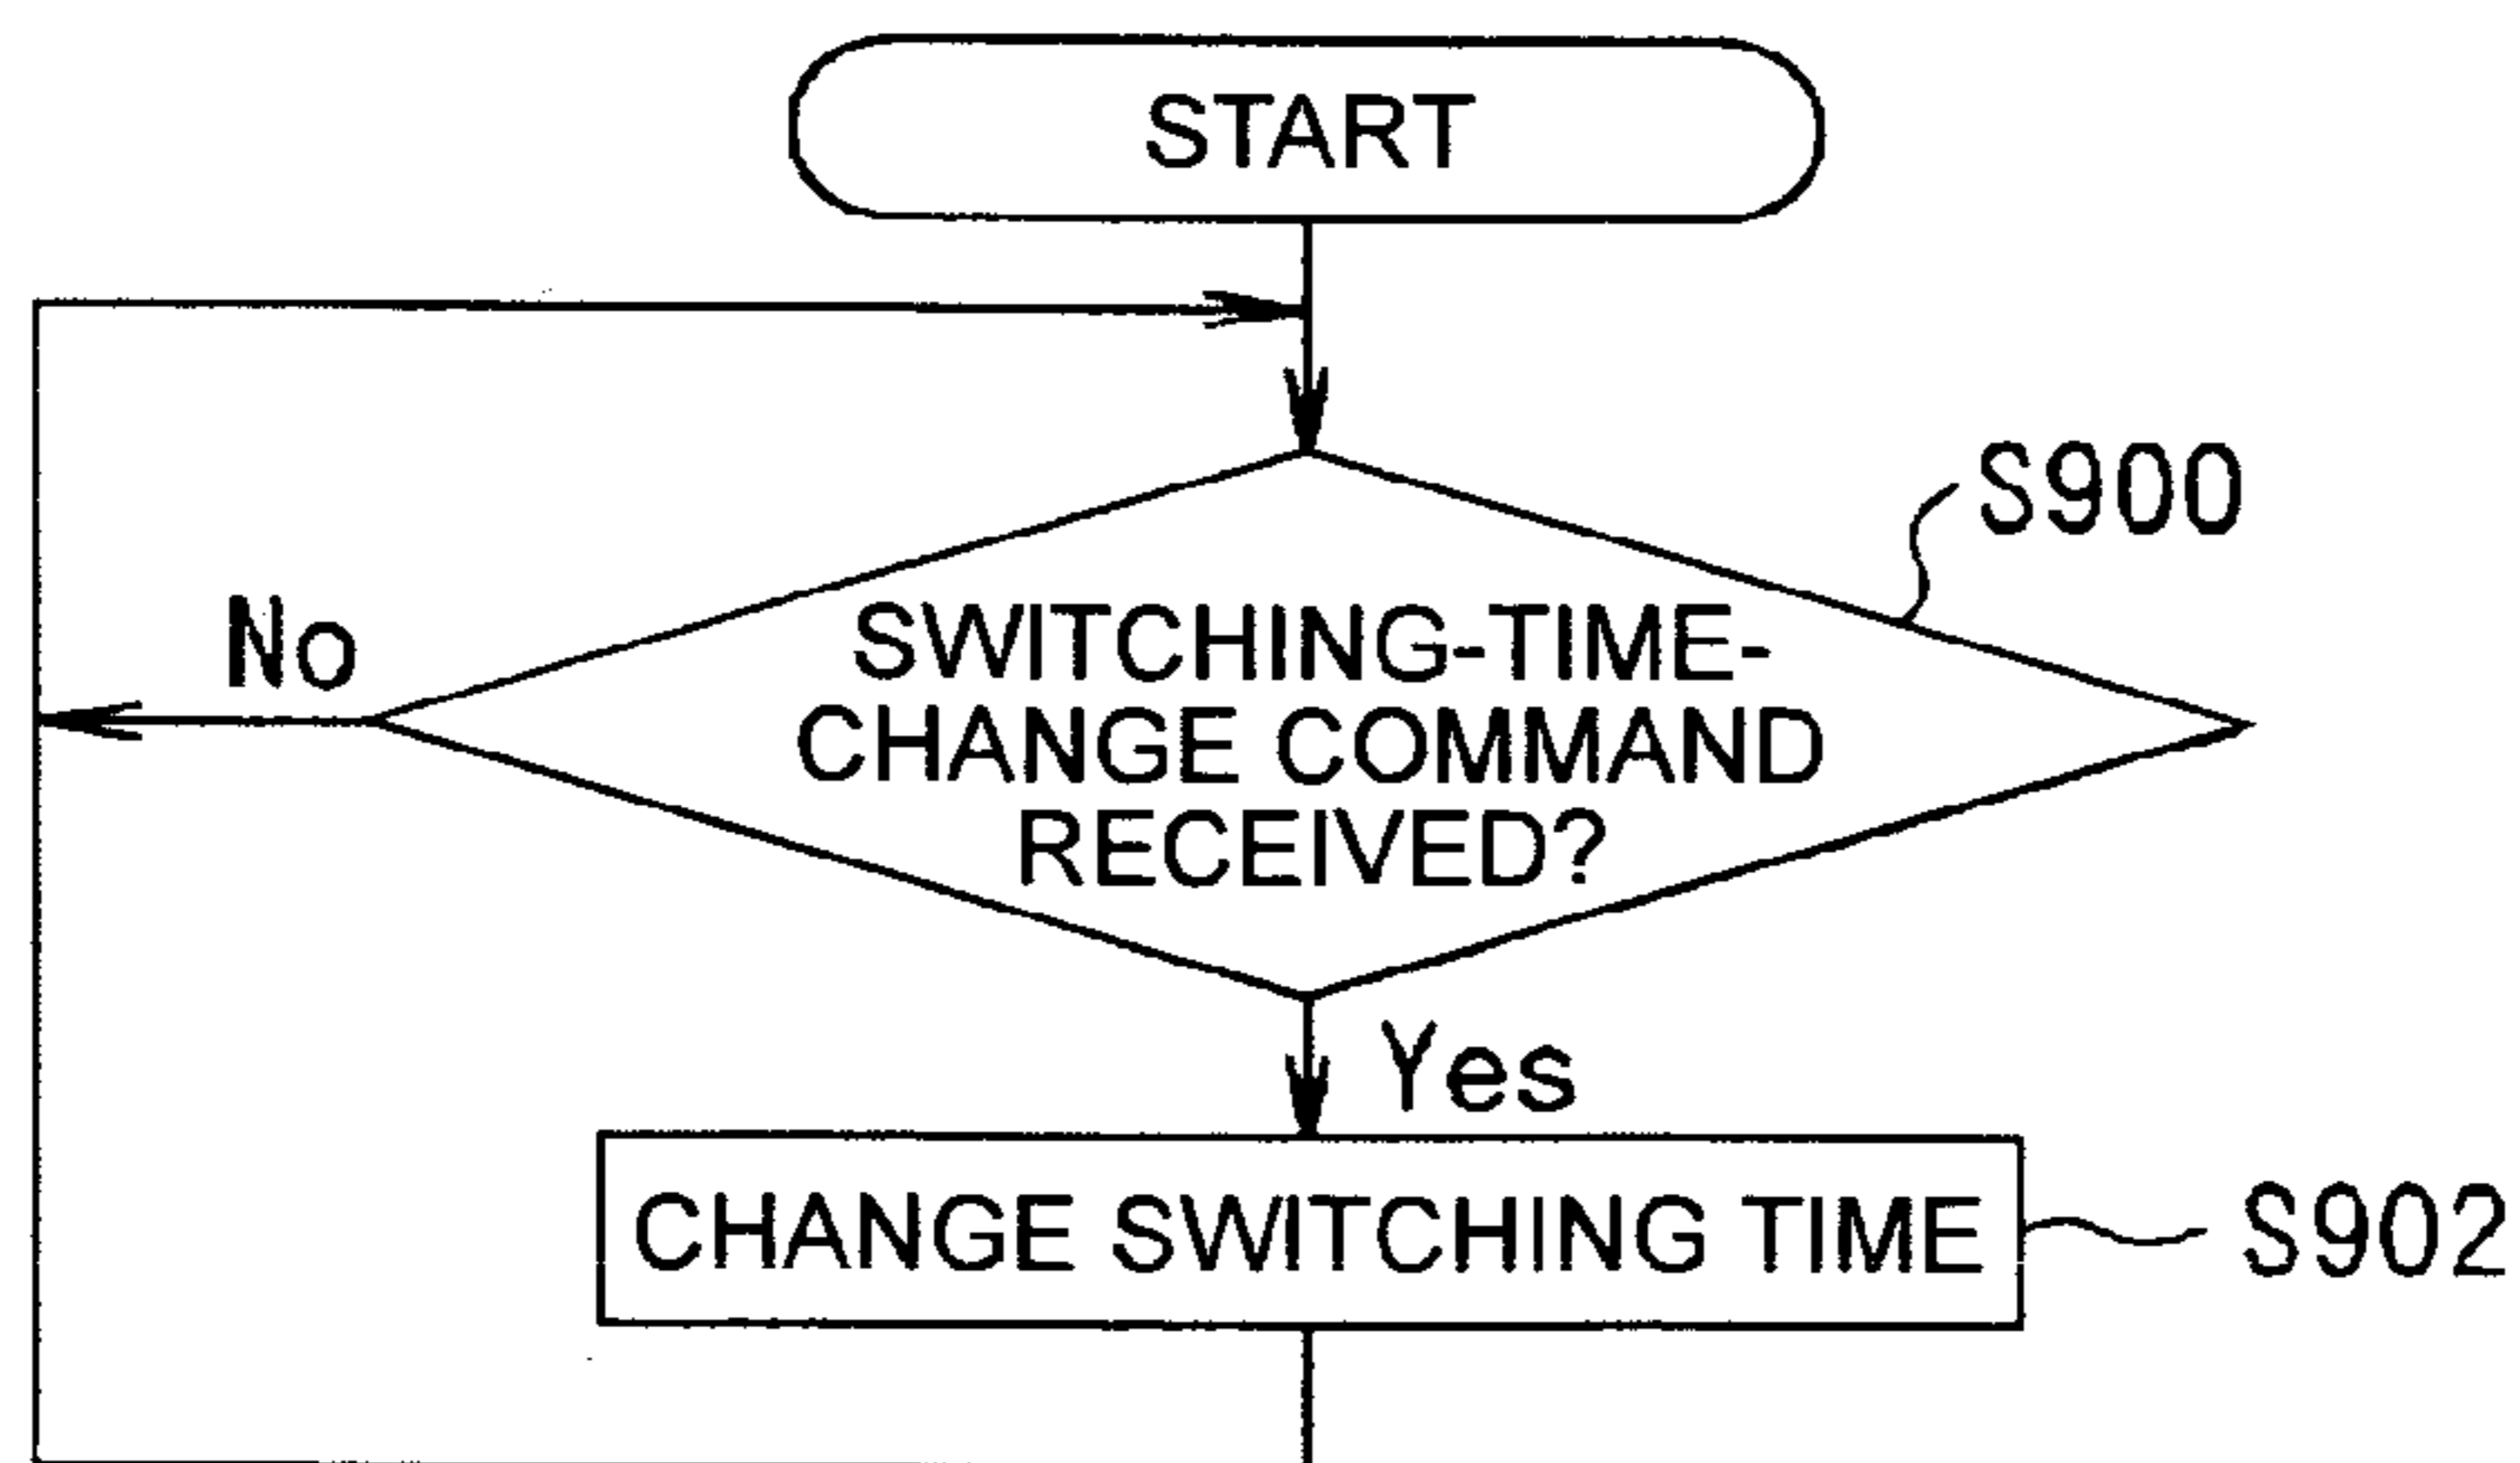 START
S900
No
SWITCHING-TIME-
CHANGE COMMAND
RECEIVED?
Yes
CHANGE SWITCHING TIME
S902